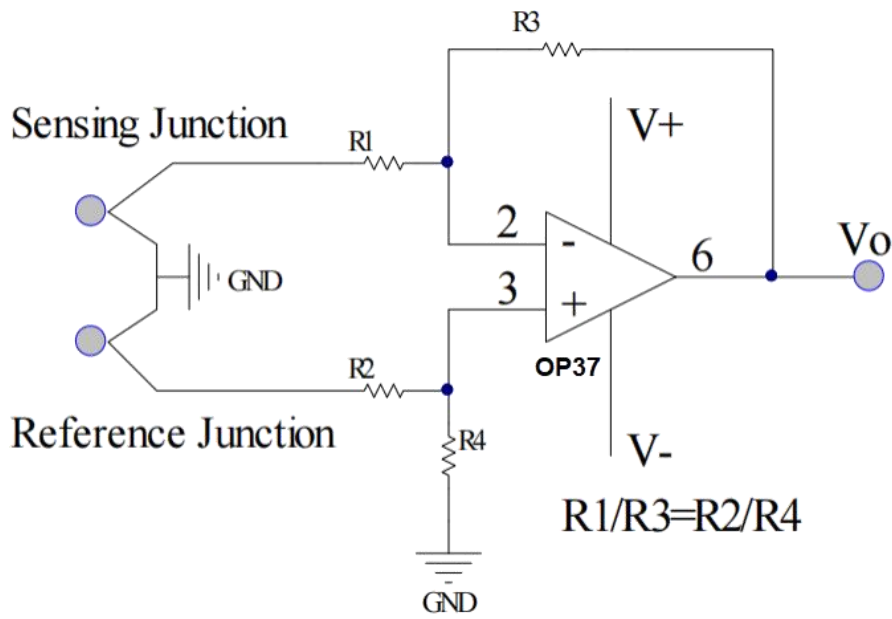 R3
V+
Sensing Junction
R1
2
-
6
Vo
GND
3
+
OP37
R2
Reference Junction
R4
V-
R1/R3=R2/R4
GND